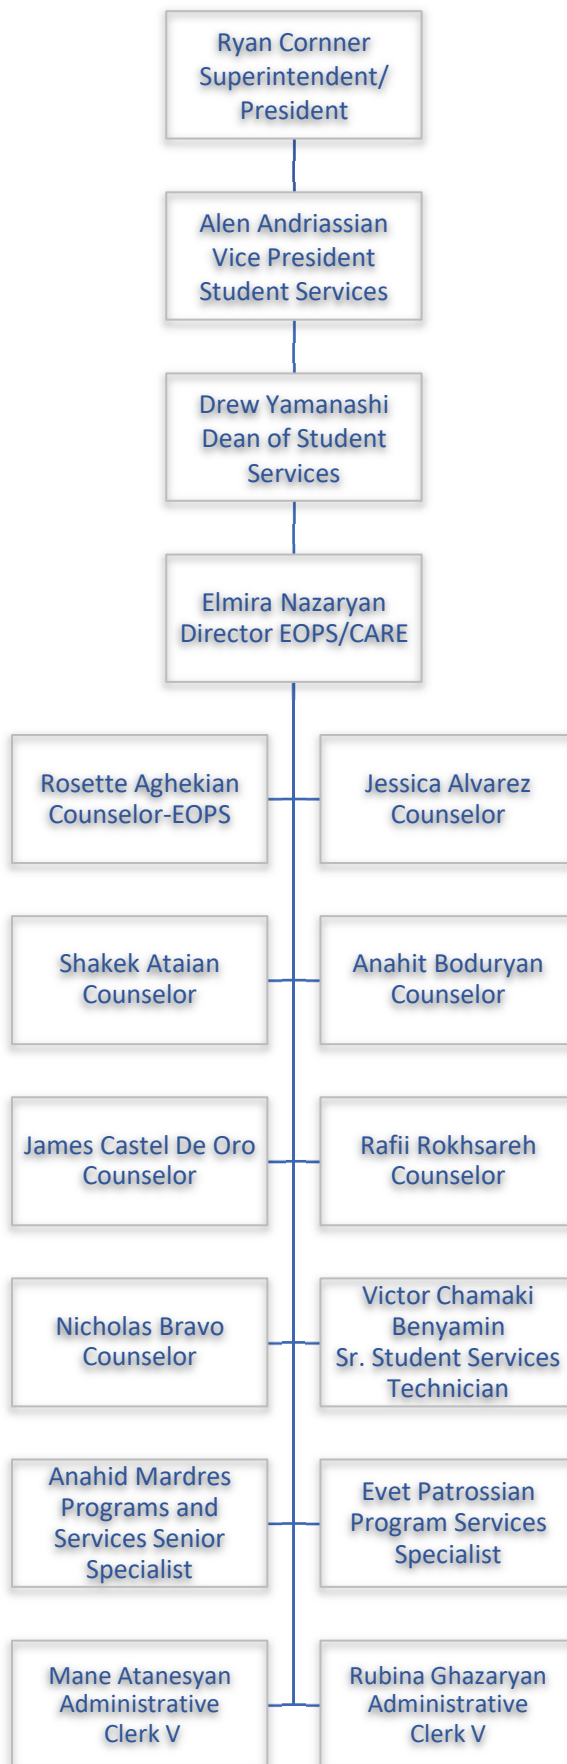 Ryan Cornner
Superintendent/
President
Alen Andriassian
Vice President
Student Services
Drew Yamanashi
Dean of Student
Services
Elmira Nazaryan
Director EOPS/CARE
Rosette Aghekian
Counselor-EOPS
Jessica Alvarez
Counselor
Shakek Ataian
Counselor
Anahit Boduryan
Counselor
James Castel De Oro
Counselor
Rafii Rokhsareh
Counselor
Nicholas Bravo
Counselor
Victor Chamaki
Benyamin
Sr. Student Services
Technician
Anahid Mardres
Programs and
Services Senior
Specialist
Evet Patrossian
Program Services
Specialist
Mane Atanesyan
Administrative
Clerk V
Rubina Ghazaryan
Administrative
Clerk V